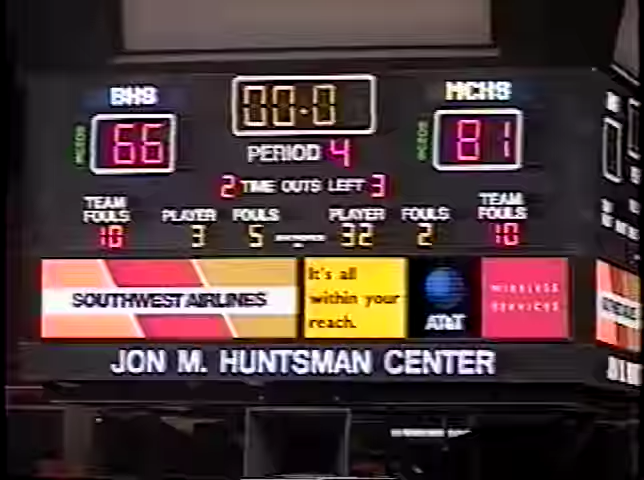 BHS
00.0
MCHS
66
81
PERIOD 4
2 TIME OUTS LEFT 3
TEAM FOULS
PLAYER FOULS
PLAYER FOULS
TEAM FOULS
10
3
5
32
2
10
SOUTHWEST AIRLINES
It's all
within your
reach.
AT&T
WIRELESS
SERVICES
JON M. HUNTSMAN CENTER